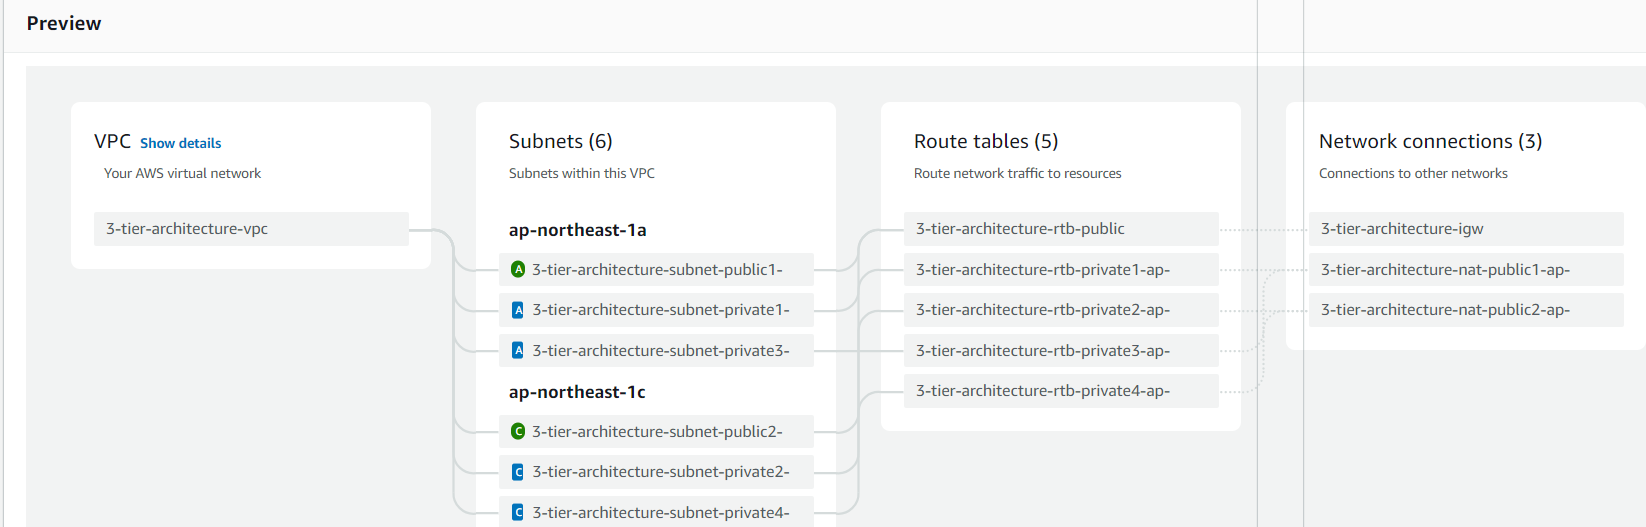 Preview
VPC Show details
Your AWS virtual network
3-tier-architecture-vpc
Subnets (6)
Subnets within this VPC
ap-northeast-1a
A 3-tier-architecture-subnet-public1-
A 3-tier-architecture-subnet-private1-
A 3-tier-architecture-subnet-private3-
ap-northeast-1c
C 3-tier-architecture-subnet-public2-
C 3-tier-architecture-subnet-private2-
C 3-tier-architecture-subnet-private4-
Route tables (5)
Route network traffic to resources
3-tier-architecture-rtb-public
3-tier-architecture-rtb-private1-ap-
3-tier-architecture-rtb-private2-ap-
3-tier-architecture-rtb-private3-ap-
3-tier-architecture-rtb-private4-ap-
Network connections (3)
Connections to other networks
3-tier-architecture-igw
3-tier-architecture-nat-public1-ap-
3-tier-architecture-nat-public2-ap-